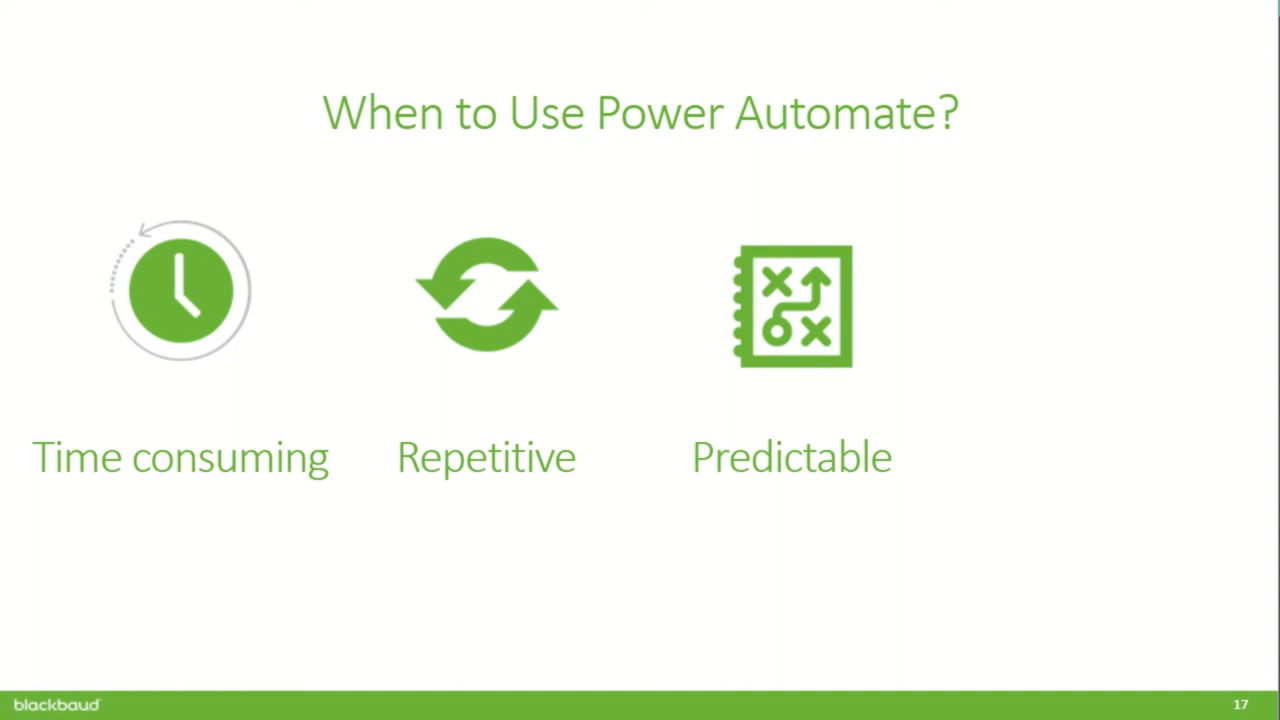 When to Use Power Automate?
Time consuming
Repetitive
Predictable
blackbaud
17